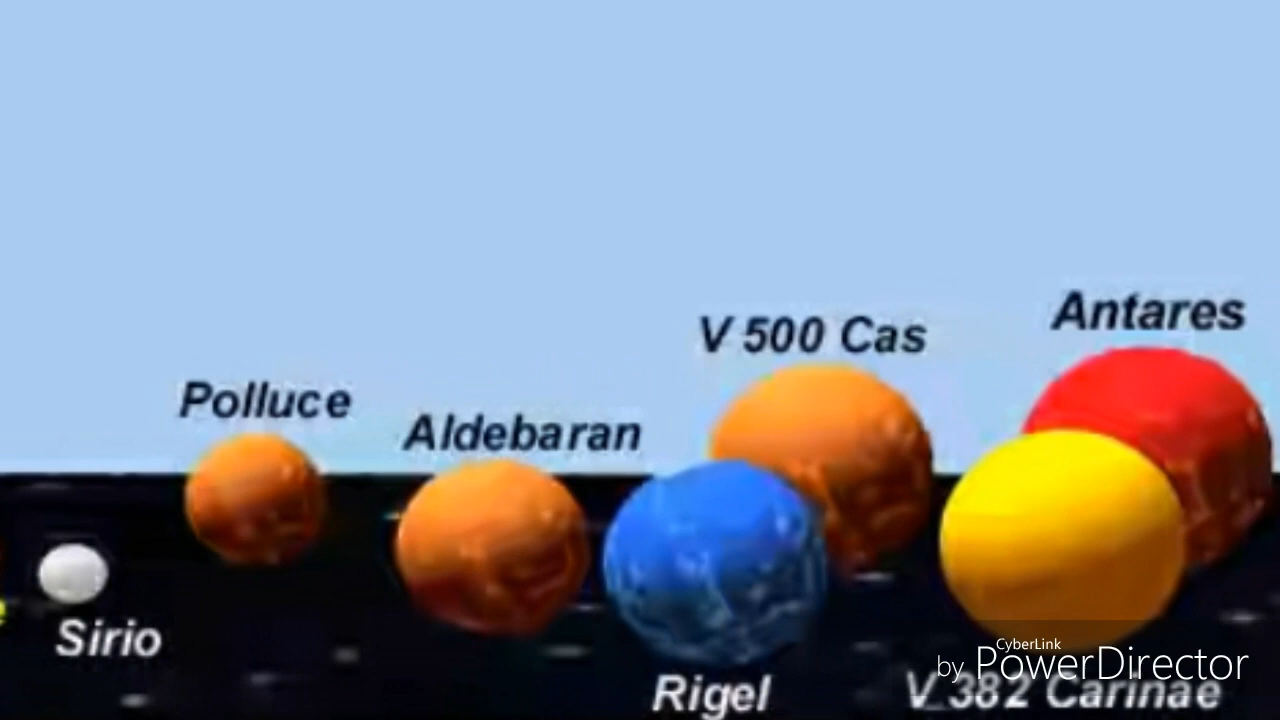 Antares
V 500 Cas
Polluce
Aldebaran
Sirio
Rigel
V 382 Carinae
CyberLink
by PowerDirector